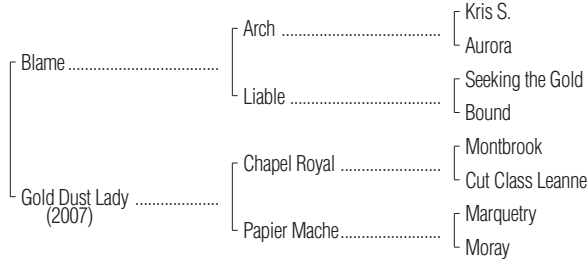 Kris S.
Arch
Aurora
Blame
Seeking the Gold
Liable
Bound
Montbrook
Chapel Royal
Cut Class Leanne
Gold Dust Lady
(2007)
Marquetry
Papier Mache
Moray